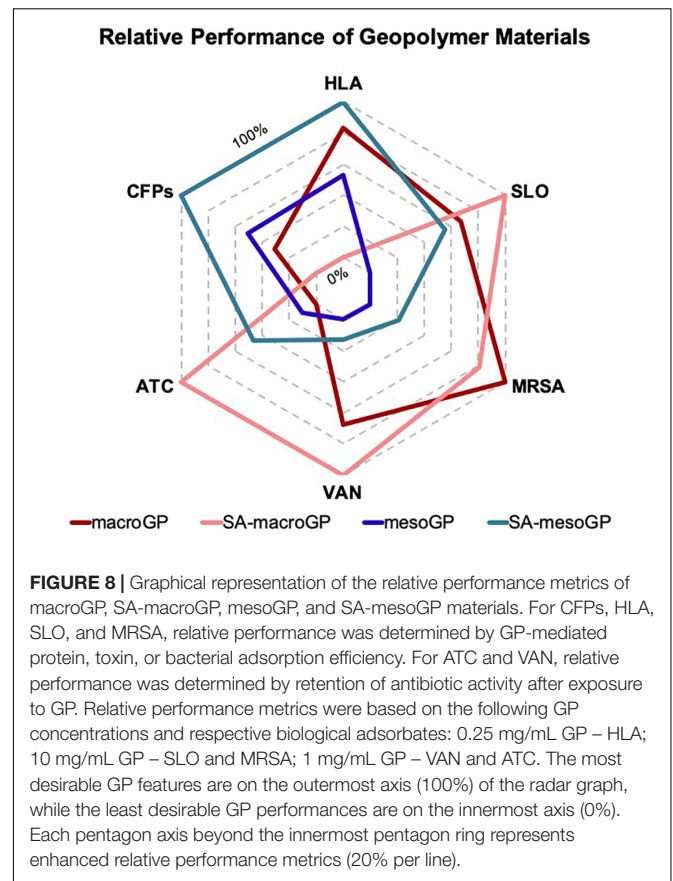 Relative Performance of Geopolymer Materials
HLA
100%
CFPs
SLO
0%
ATC
MRSA
VAN
macroGP SA-macroGP mesoGP SA-mesoGP
FIGURE 8 | Graphical representation of the relative performance metrics of
macroGP, SA-macroGP, mesoGP, and SA-mesoGP materials. For CFPs, HLA,
SLO, and MRSA, relative performance was determined by GP-mediated
protein, toxin, or bacterial adsorption efficiency. For ATC and VAN, relative
performance was determined by retention of antibiotic activity after exposure
to GP. Relative performance metrics were based on the following GP
concentrations and respective biological adsorbates: 0.25 mg/mL GP – HLA;
10 mg/mL GP – SLO and MRSA; 1 mg/mL GP – VAN and ATC. The most
desirable GP features are on the outermost axis (100%) of the radar graph,
while the least desirable GP performances are on the innermost axis (0%).
Each pentagon axis beyond the innermost pentagon ring represents
enhanced relative performance metrics (20% per line).